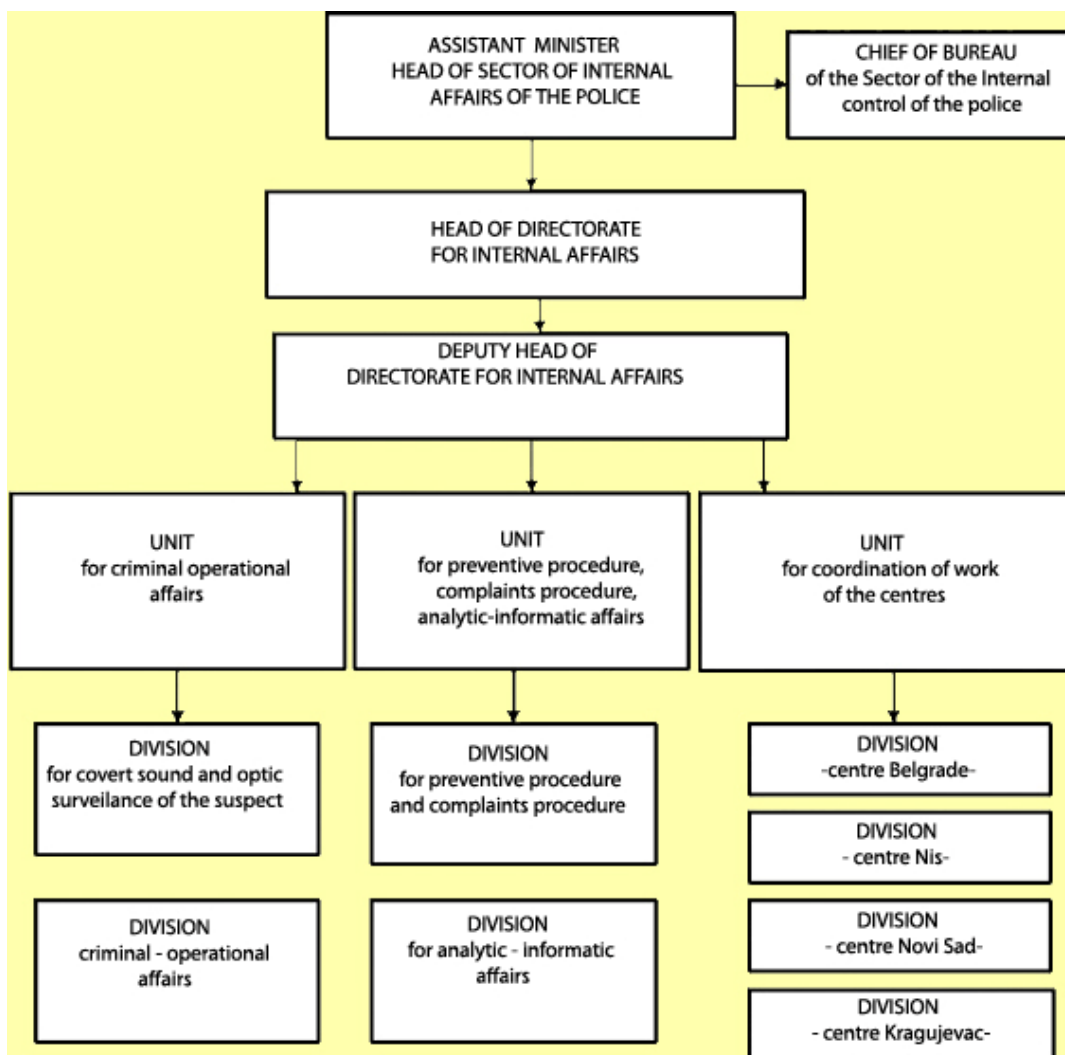 ASSISTANT MINISTER
HEAD OF SECTOR OF INTERNAL
AFFAIRS OF THE POLICE
CHIEF OF BUREAU
of the Sector of the Internal
control of the police
HEAD OF DIRECTORATE
FOR INTERNAL AFFAIRS
DEPUTY HEAD OF
DIRECTORATE FOR INTERNAL AFFAIRS
UNIT
for criminal operational
affairs
UNIT
for preventive procedure,
complaints procedure,
analytic-informatic affairs
UNIT
for coordination of work
of the centres
DIVISION
for covert sound and optic
surveilance of the suspect
DIVISION
criminal - operational
affairs
DIVISION
for preventive procedure
and complaints procedure
DIVISION
for analytic - informatic
affairs
DIVISION
-centre Belgrade-
DIVISION
- centre Nis-
DIVISION
- centre Novi Sad-
DIVISION
- centre Kragujevac-